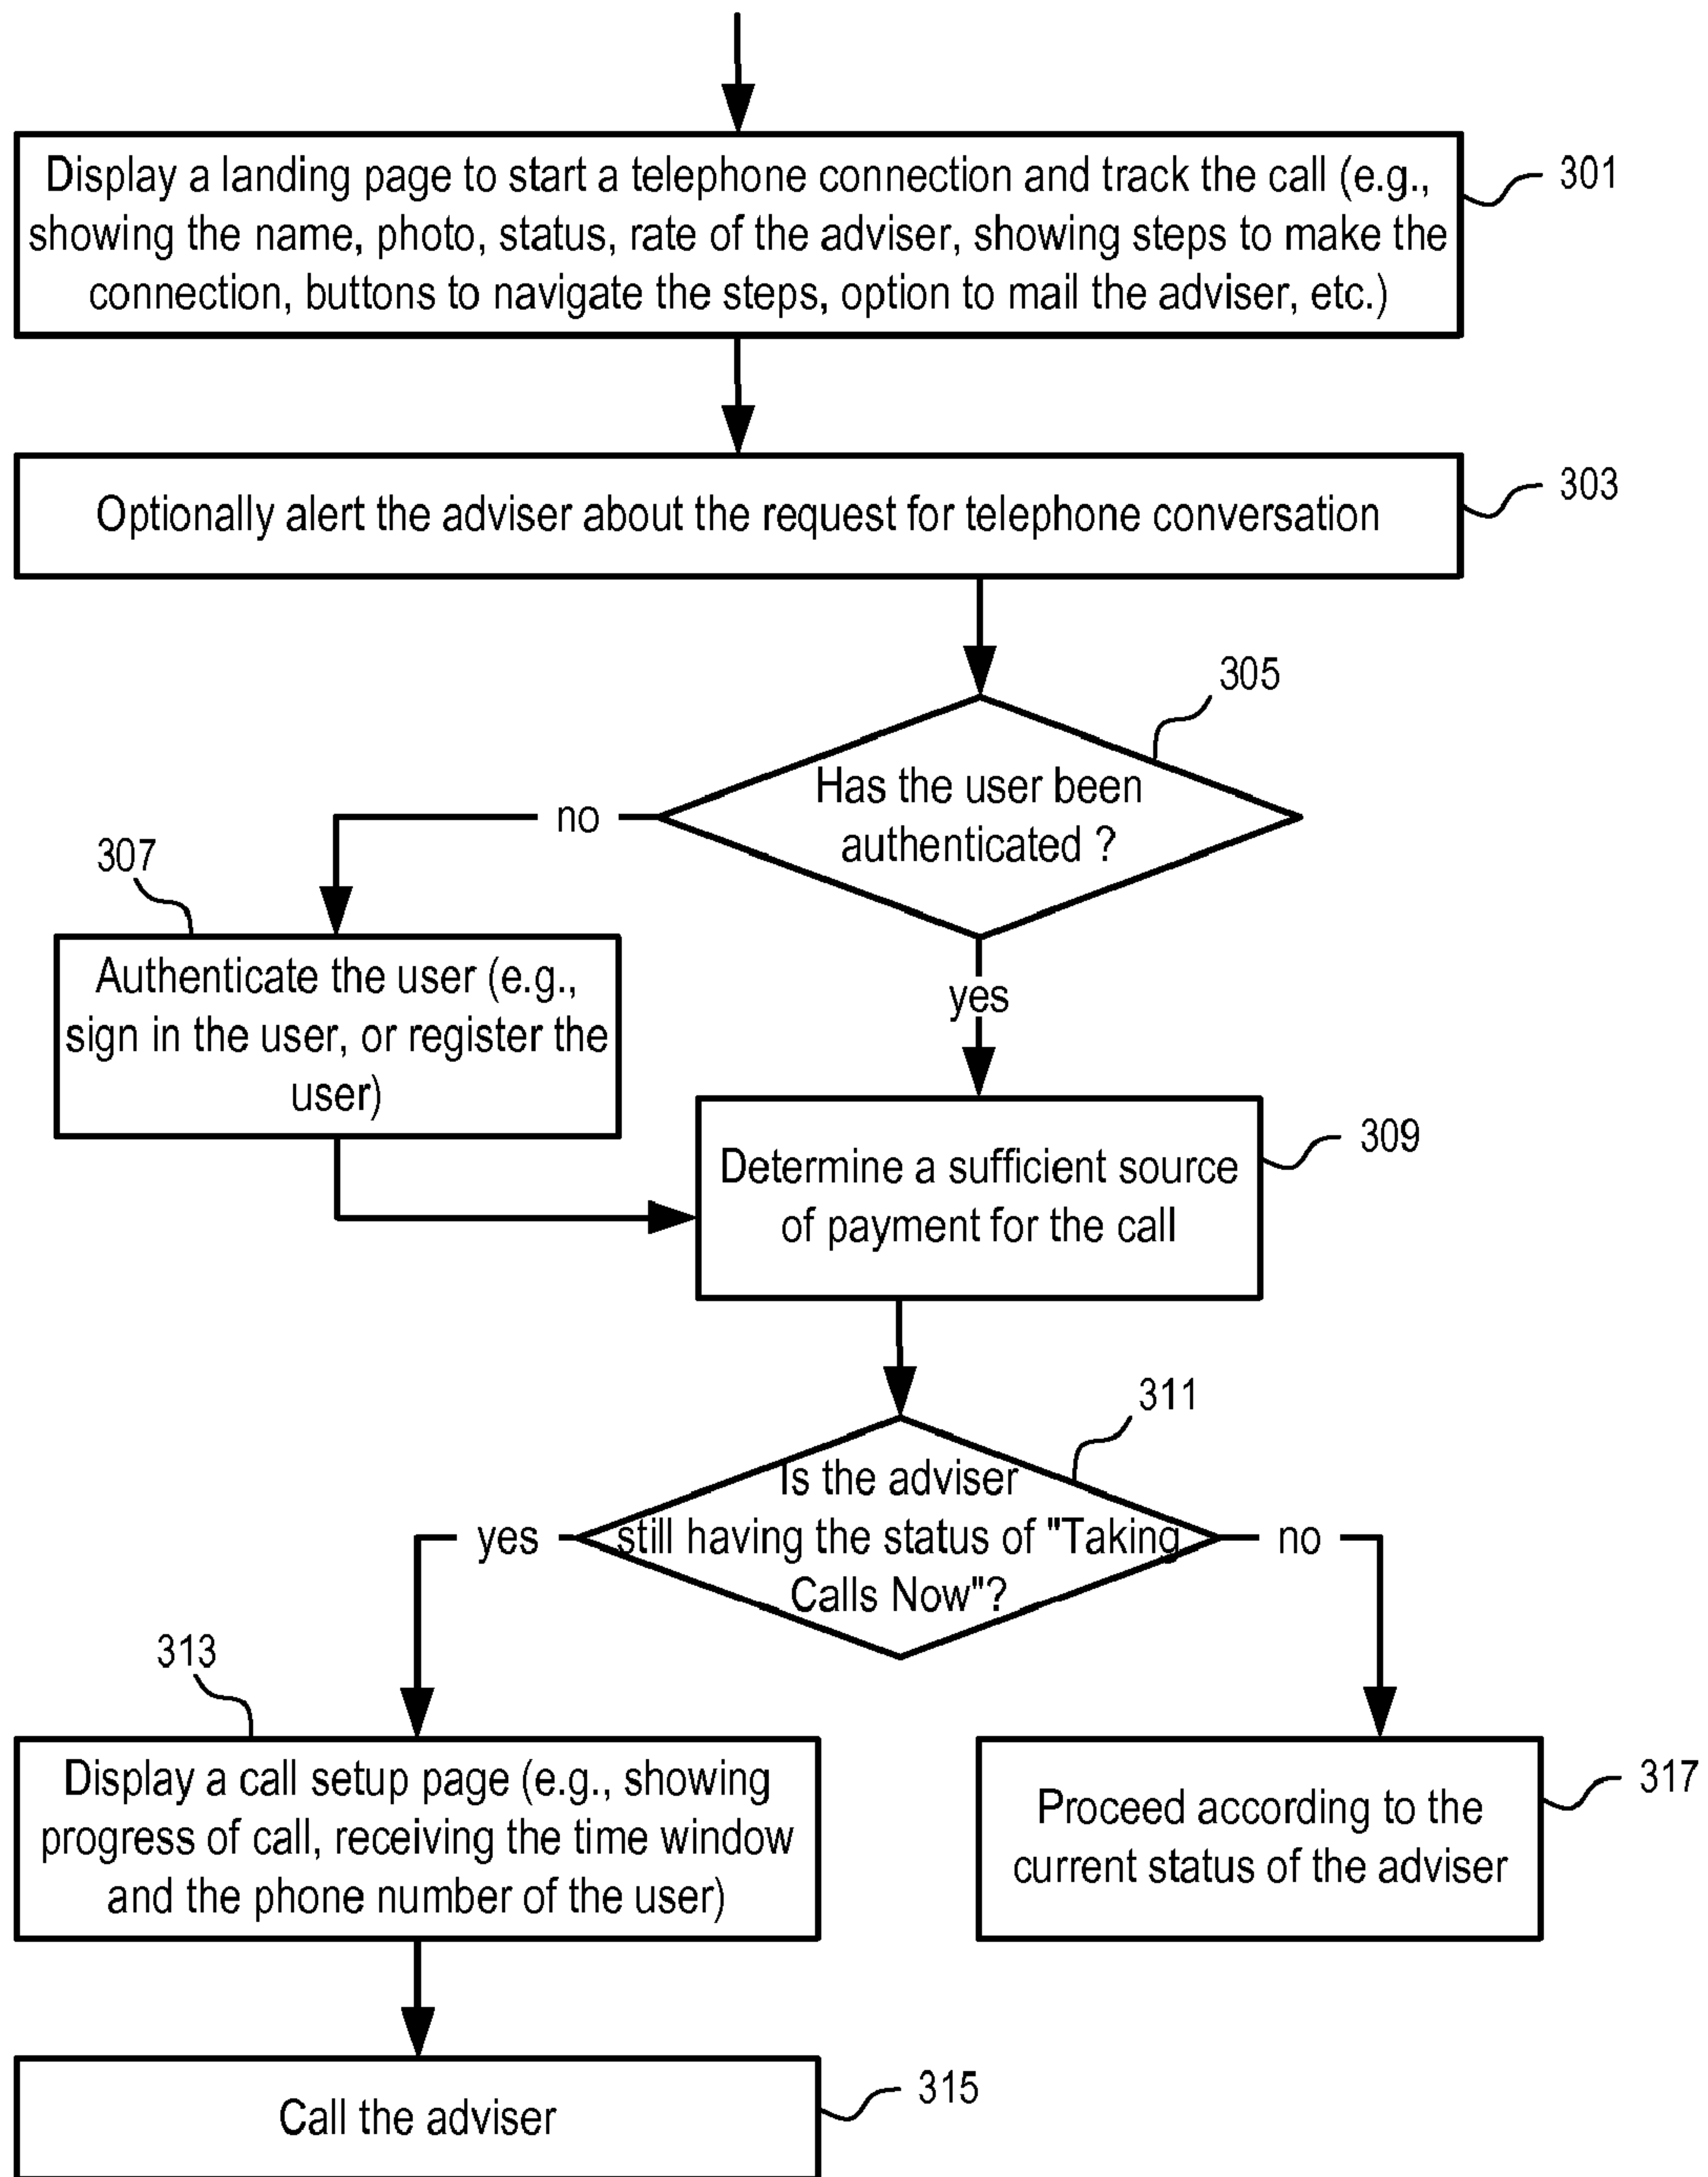 Display a landing page to start a telephone connection and track the call (e.g.,
showing the name, photo, status, rate of the adviser, showing steps to make the
connection, buttons to navigate the steps, option to mail the adviser, etc.)
301
Optionally alert the adviser about the request for telephone conversation
303
305
Has the user been
authenticated ?
no
307
Authenticate the user (e.g.,
sign in the user, or register the
user)
yes
309
Determine a sufficient source
of payment for the call
311
Is the adviser
still having the status of "Taking
Calls Now"?
yes
no
313
Display a call setup page (e.g., showing
progress of call, receiving the time window
and the phone number of the user)
317
Proceed according to the
current status of the adviser
315
Call the adviser